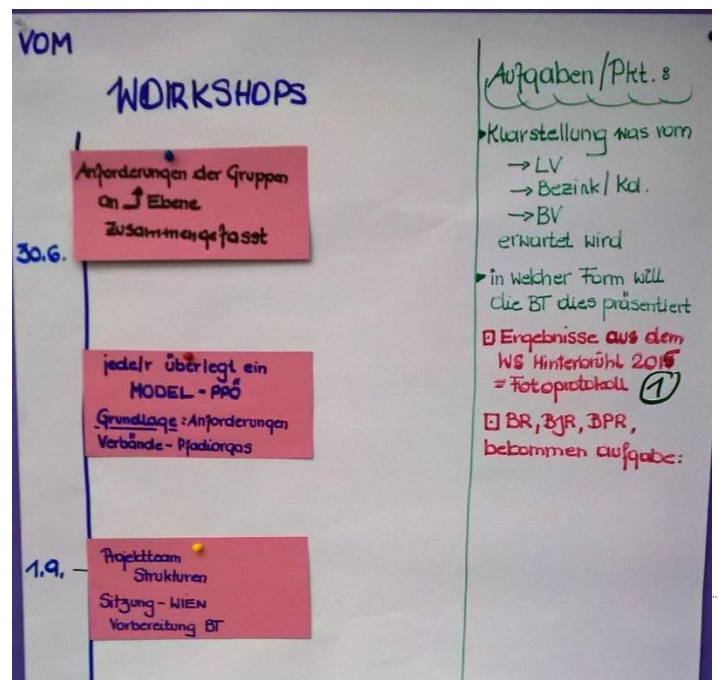 VOM
WORKSHOPS
Anforderungen der Gruppen
an ↑ Ebene
zusammengefasst
30.6.
jede/r überlegt ein
MODEL - PPÖ
Grundlage: Anforderungen
Verbände - Pfadiorgas
1.9.
Projektteam
Strukturen
Sitzung - WIEN
Vorbereitung BT
Aufgaben/Pkt. 8
Klarstellung was vom
→ LV
→ Bezirk / Kol.
→ BV
erwartet wird
in welcher Form will
die BT dies präsentiert
Ergebnisse aus dem
WS Hinterbrühl 2015
= Fotoprotokoll 1
BR, BJR, BPR,
bekommen aufgabe: